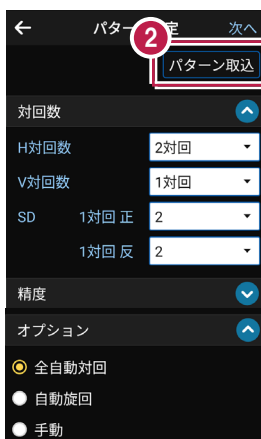 パター 定 次へ
2
パターン取込
対回数
H対回数 2対回
V対回数 1対回
SD 1対回 正 2
1対回 反 2
精度
オプション
全自動対回
自動旋回
手動